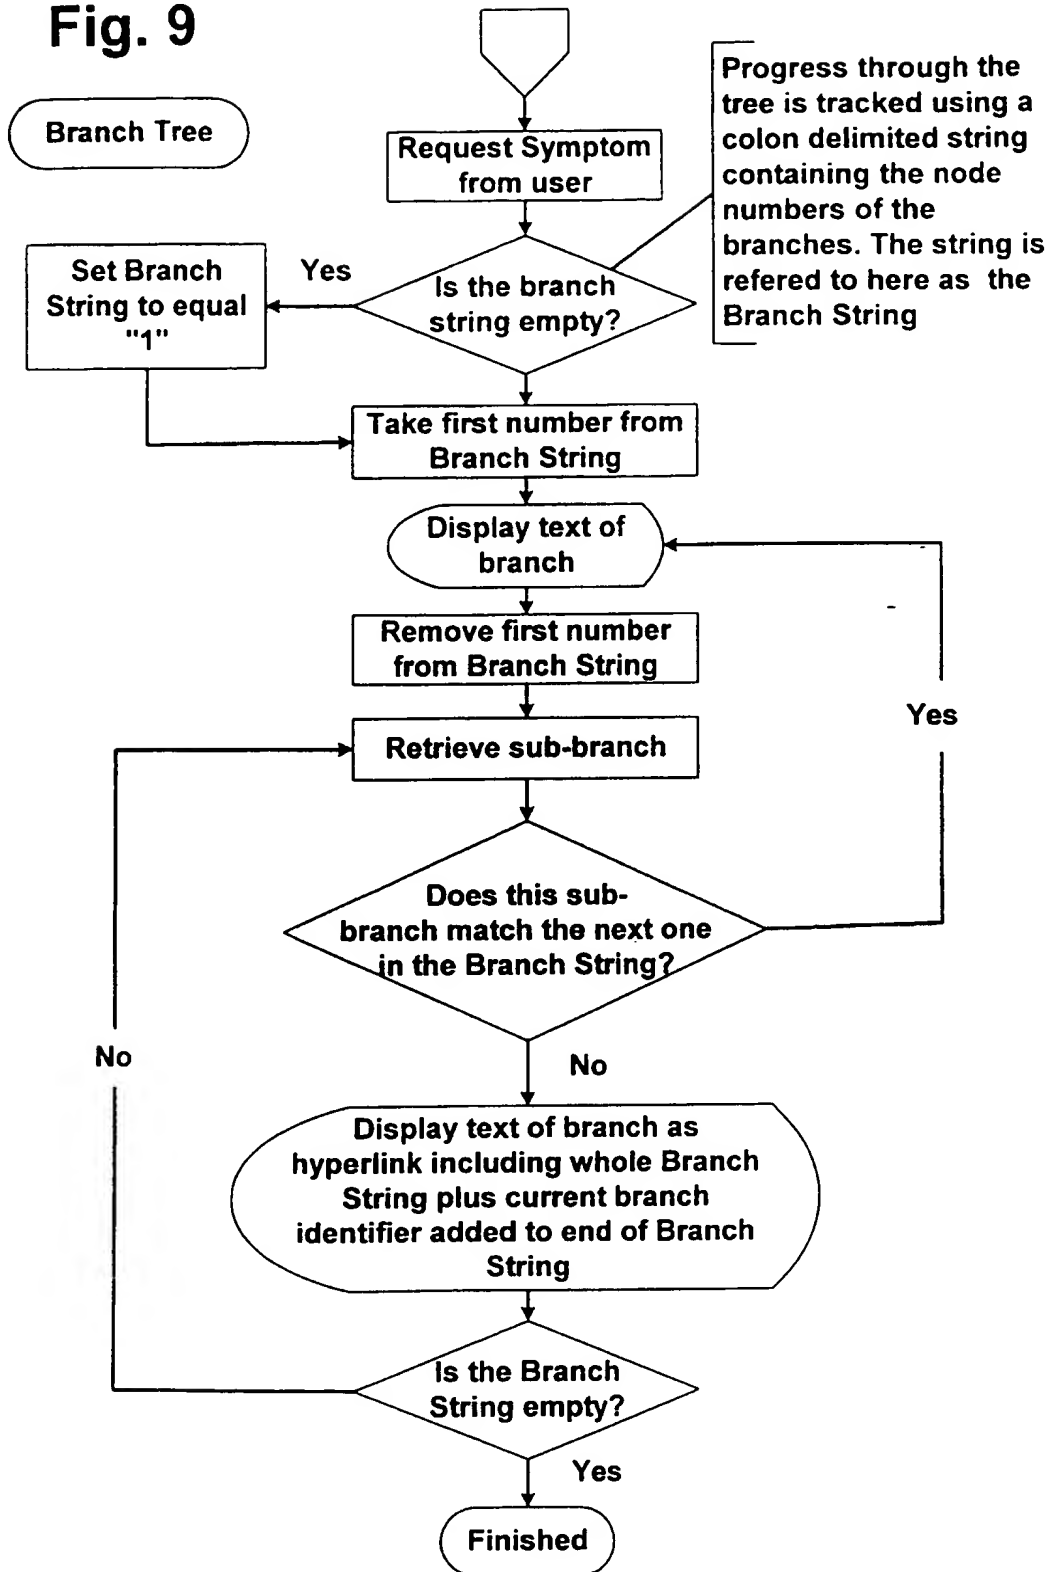 Fig. 9
Branch Tree
Request Symptom
from user
Progress through the
tree is tracked using a
colon delimited string
containing the node
numbers of the
branches. The string is
refered to here as the
Branch String
Is the branch
string empty?
Yes
Set Branch
String to equal
"1"
Take first number from
Branch String
Display text of
branch
Remove first number
from Branch String
Yes
Retrieve sub-branch
Does this sub-
branch match the next one
in the Branch String?
No
No
Display text of branch as
hyperlink including whole Branch
String plus current branch
identifier added to end of Branch
String
Is the Branch
String empty?
Yes
Finished